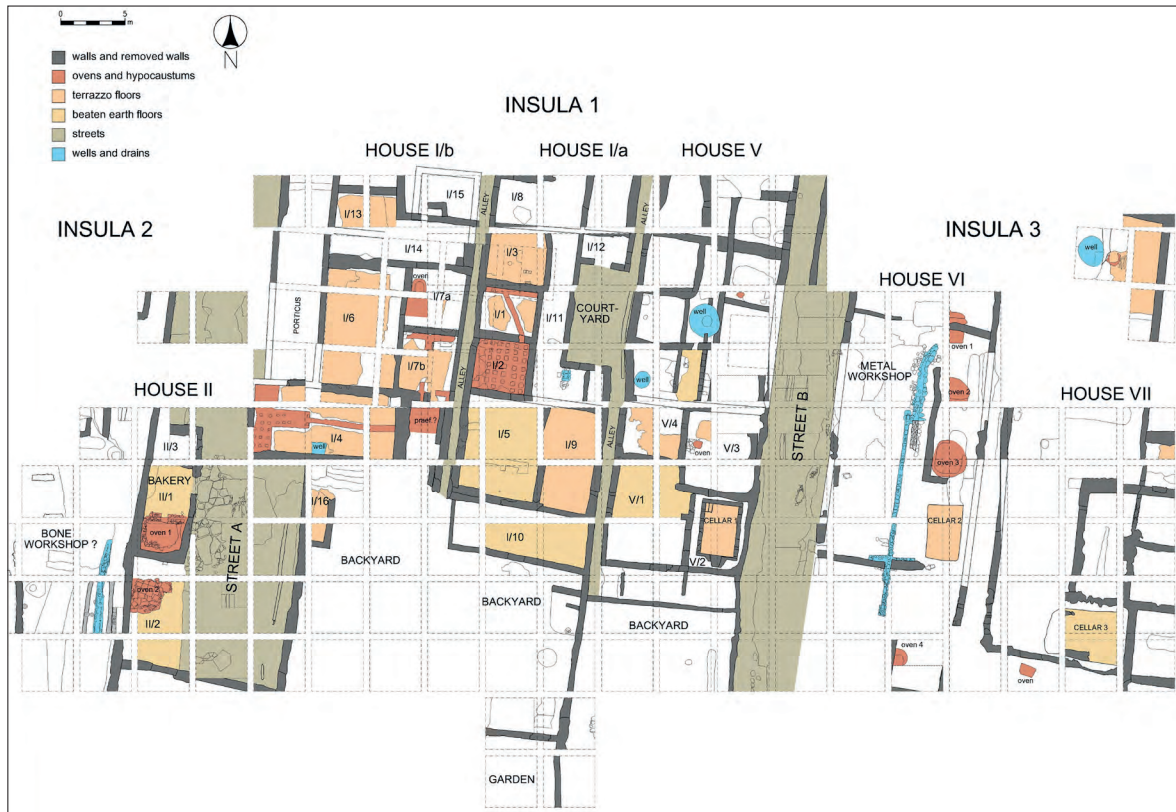 0 5
m
N
walls and removed walls
ovens and hypocaustums
terrazzo floors
beaten earth floors
streets
wells and drains
INSULA 1
HOUSE I/b
HOUSE I/a
HOUSE V
INSULA 2
INSULA 3
HOUSE VI
HOUSE VII
HOUSE II
I/15
I/8
ALLEY
ALLEY
I/13
I/14
I/3
I/12
well
oven
I/7a
PORTICUS
I/6
I/1
I/11
COURT-
YARD
well
oven 1
I/7b
ALLEY
I/2
well
METAL
WORKSHOP
oven 2
STREET B
praef.?
I/4
well
I/5
I/9
ALLEY
V/4
oven
V/3
II/3
oven 3
BAKERY
II/1
I/16
V/1
CELLAR 1
CELLAR 2
oven 1
BONE
WORKSHOP ?
STREET A
I/10
BACKYARD
V/2
oven 2
BACKYARD
BACKYARD
II/2
CELLAR 3
oven 4
oven
GARDEN